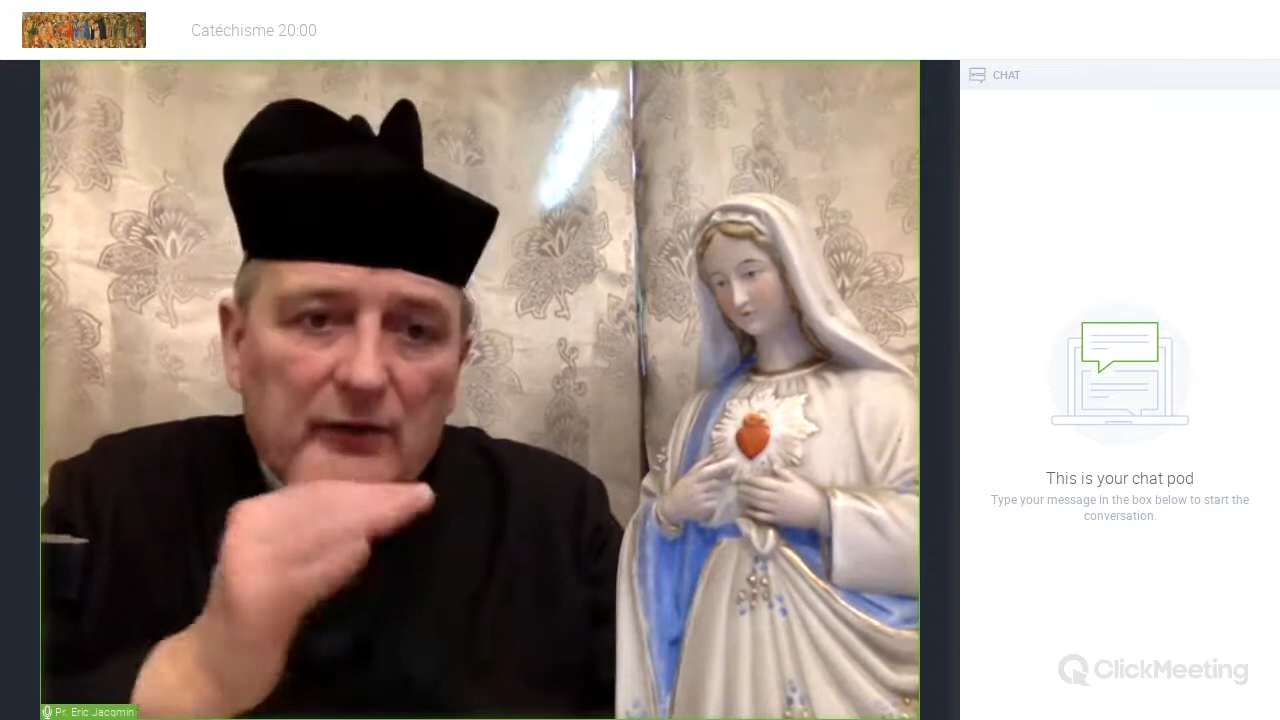 Catéchisme 20:00
CHAT
This is your chat pod
Type your message in the box below to start the
conversation.
ClickMeeting
Pr. Eric Jacqmin